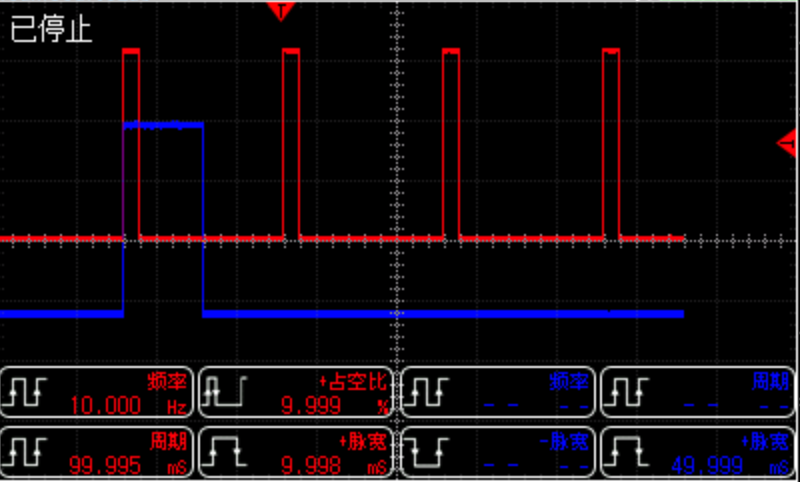 T
已停止
频率
10.000 Hz
+占空比
9.999 %
频率
-- --
周期
-- --
周期
99.995 mS
+脉宽
9.998 mS
-脉宽
-- --
+脉宽
49.999 mS